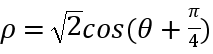 ρ = √2cos(θ + π/4)